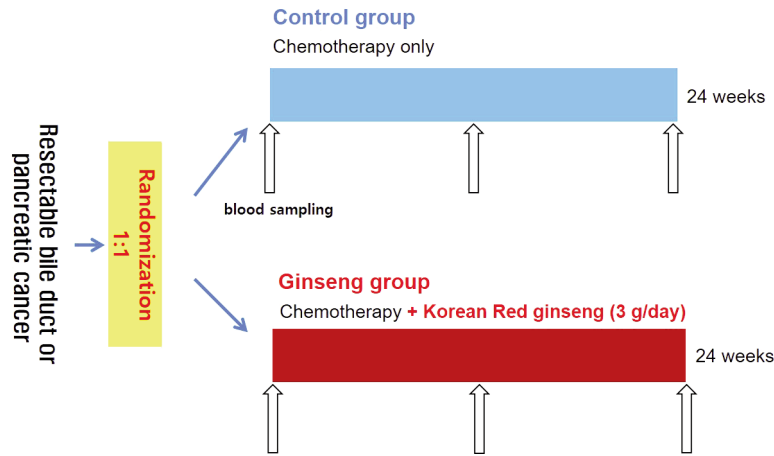 Resectable bile duct or
pancreatic cancer
Randomization
1:1
Control group
Chemotherapy only
24 weeks
blood sampling
Ginseng group
Chemotherapy + Korean Red ginseng (3 g/day)
24 weeks